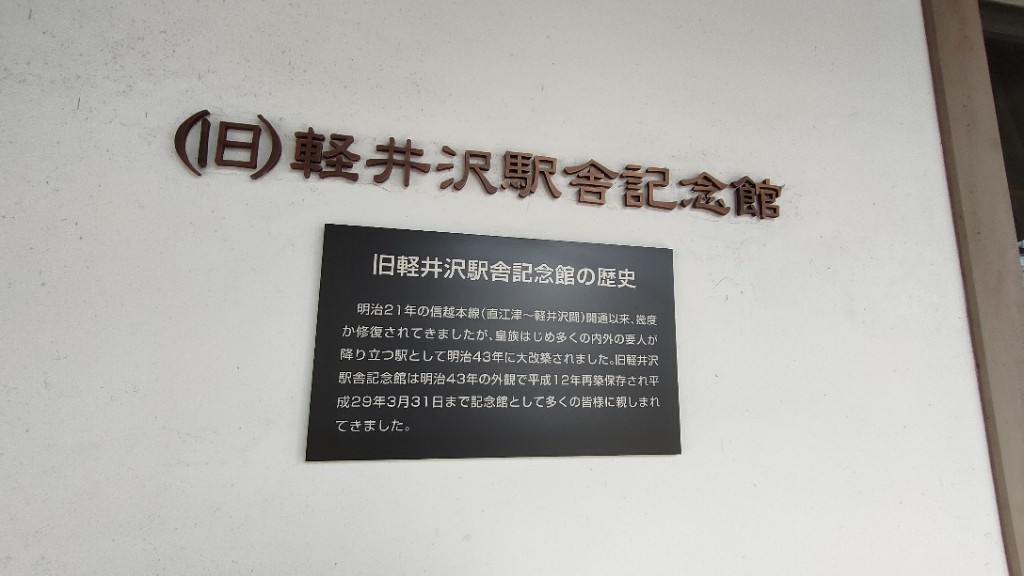 (旧)軽井沢駅舎記念館
旧軽井沢駅舎記念館の歴史
明治21年の信越本線(直江津～軽井沢間)開通以来、幾度
か修復されてきましたが、皇族はじめ多くの内外の要人が
降り立つ駅として明治43年に大改築されました。旧軽井沢
駅舎記念館は明治43年の外観で平成12年再築保存され平
成29年3月31日まで記念館として多くの皆様に親しまれ
てきました。